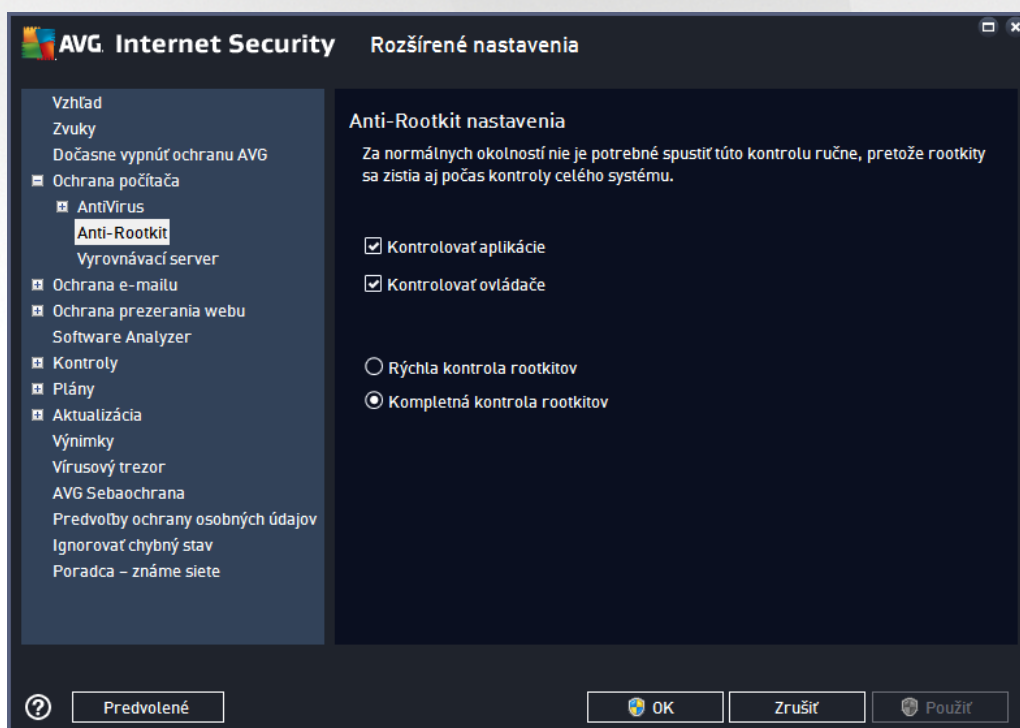 AVG. Internet Security
Rozšírené nastavenia
Vzhľad
Zvuky
Dočasne vypnúť ochranu AVG
Ochrana počítača
AntiVirus
Anti-Rootkit
Vyrovnávací server
Ochrana e-mailu
Ochrana prezerania webu
Software Analyzer
Kontroly
Plány
Aktualizácia
Výnimky
Vírusový trezor
AVG Sebaochrana
Predvoľby ochrany osobných údajov
Ignorovať chybný stav
Poradca – známe siete
Anti-Rootkit nastavenia
Za normálnych okolností nie je potrebné spustiť túto kontrolu ručne, pretože rootkity
sa zistia aj počas kontroly celého systému.
Kontrolovať aplikácie
Kontrolovať ovládače
Rýchla kontrola rootkitov
Kompletná kontrola rootkitov
Predvolené
OK
Zrušiť
Použiť